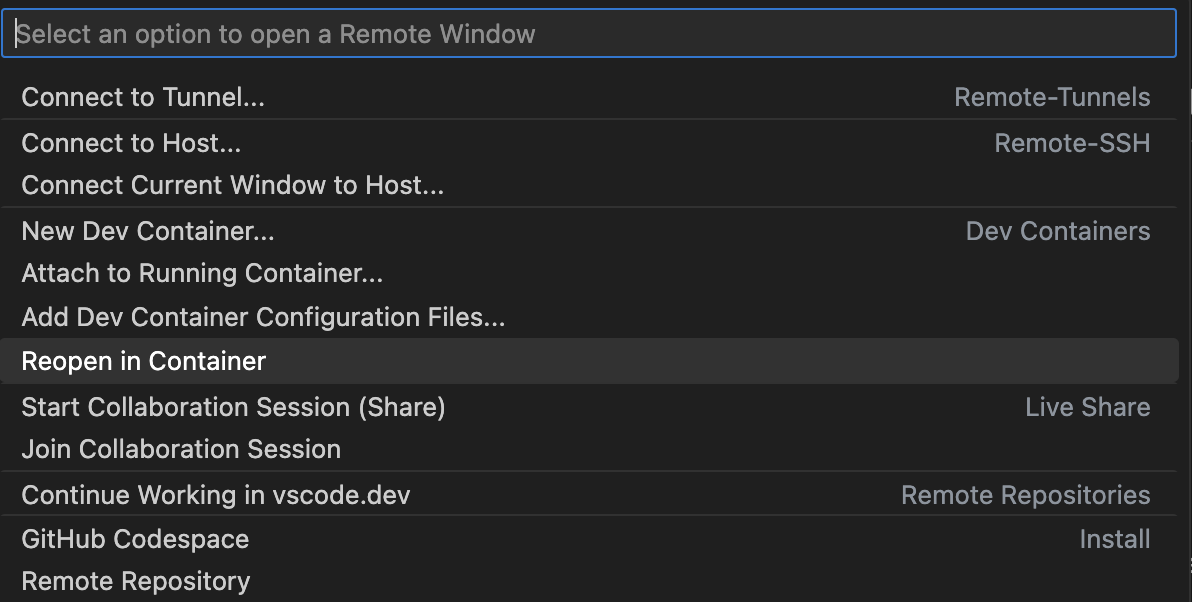 Select an option to open a Remote Window
Connect to Tunnel... Remote-Tunnels
Connect to Host... Remote-SSH
Connect Current Window to Host...
New Dev Container... Dev Containers
Attach to Running Container...
Add Dev Container Configuration Files...
Reopen in Container
Start Collaboration Session (Share) Live Share
Join Collaboration Session
Continue Working in vscode.dev Remote Repositories
GitHub Codespace Install
Remote Repository